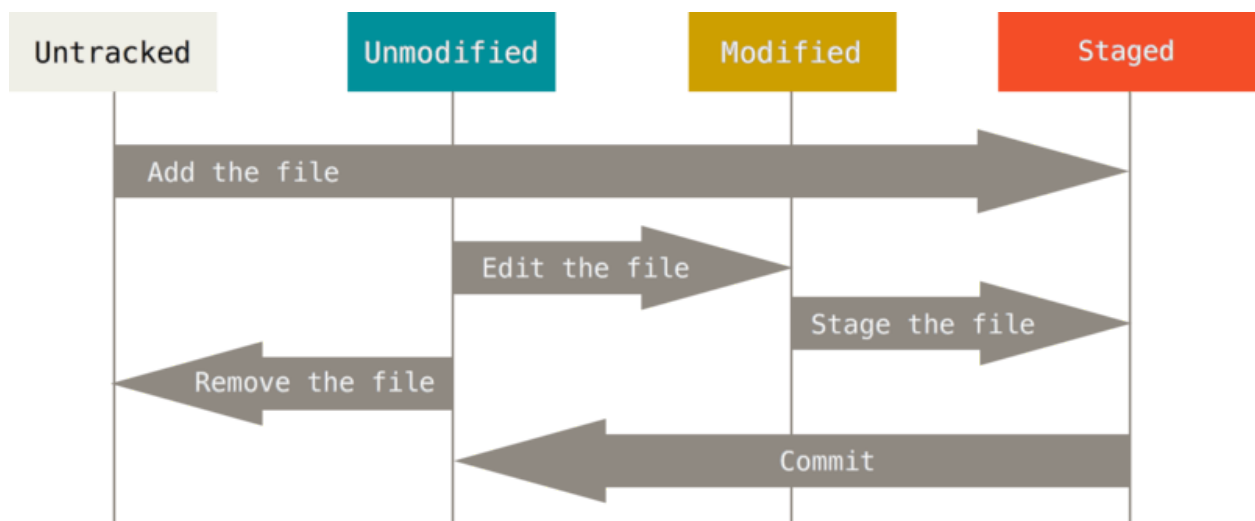 Untracked
Unmodified
Modified
Staged
Add the file
Edit the file
Stage the file
Remove the file
Commit